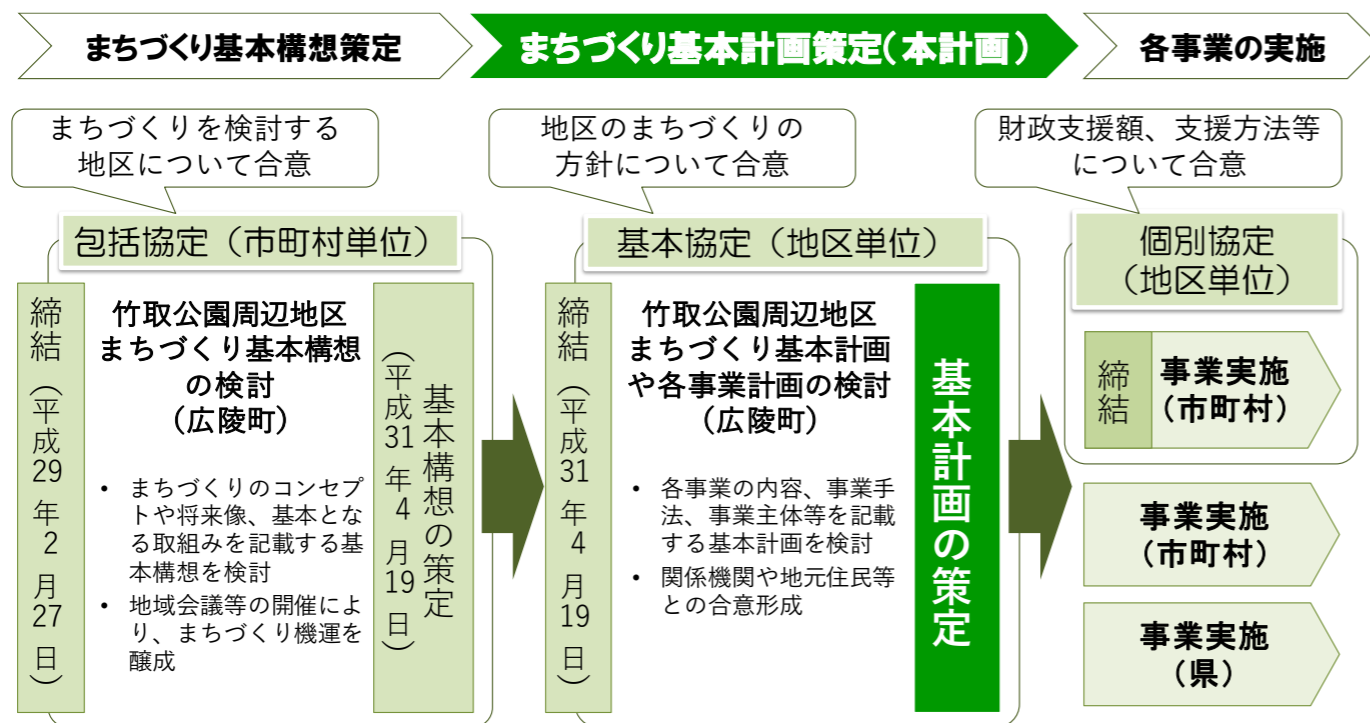 まちづくり基本構想策定
まちづくり基本計画策定(本計画)
各事業の実施
まちづくりを検討する
地区について合意
地区のまちづくりの
方針について合意
財政支援額、支援方法等
について合意
包括協定（市町村単位）
締結（平成29年2月27日）
竹取公園周辺地区
まちづくり基本構想
の検討
（広陵町）
• まちづくりのコンセプ
トや将来像、基本とな
る取組みを記載する基
本構想を検討
• 地域会議等の開催によ
り、まちづくり機運を
醸成
基本構想の策定
（平成31年4月19日）
基本協定（地区単位）
締結（平成31年4月19日）
竹取公園周辺地区
まちづくり基本計画
や各事業計画の検討
（広陵町）
• 各事業の内容、事業手
法、事業主体等を記載
する基本計画を検討
• 関係機関や地元住民等
との合意形成
基本計画の策定
個別協定
（地区単位）
締結
事業実施
（市町村）
事業実施
（市町村）
事業実施
（県）